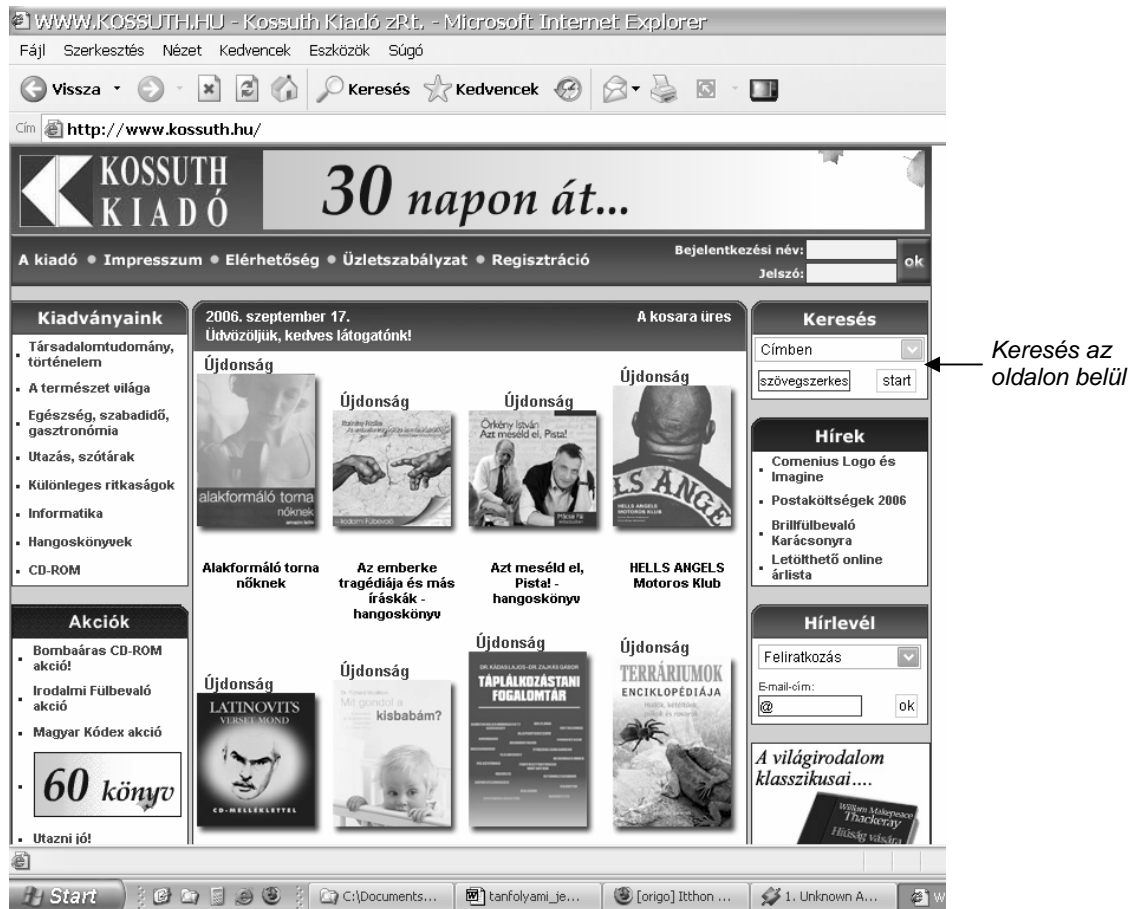 WWW.KOSSUTH.HU - Kossuth Kiadó zRt. - Microsoft Internet Explorer
Fájl Szerkesztés Nézet Kedvencek Eszközök Súgó
Vissza Keresés Kedvencek
Cím http://www.kossuth.hu/
KOSSUTH
KIADÓ
30 napon át...
A kiadó • Impresszum • Elérhetőség • Üzletszabályzat • Regisztráció
Bejelentkezési név:
Jelszó:
ok
Kiadványaink
Társadalomtudomány,
történelem
A természet világa
Egészség, szabadidő,
gasztronómia
Utazás, szótárak
Különleges ritkaságok
Informatika
Hangoskönyvek
CD-ROM
Akciók
Bombaáras CD-ROM
akció!
Irodalmi Fülbevaló
akció
Magyar Kódex akció
60 könyv
Utazni jó!
2006. szeptember 17. A kosara üres
Üdvözöljük, kedves látogatónk!
Újdonság
alakformáló torna
nőknek
Alakformáló torna
nőknek
Újdonság
Az emberke
tragédiája és más
íráskák -
hangoskönyv
Újdonság
Örkény István
Azt meséld el, Pista!
Azt meséld el,
Pista! -
hangoskönyv
Újdonság
HELLS ANGELS
MOTOROS KLUB
HELLS ANGELS
Motoros Klub
Újdonság
LATINOVITS
VERSET MOND
CD-MELLÉKLETTEL
Újdonság
Mit gondol a
kisbabám?
Újdonság
DR. KÁDAS LAJOS-DR. ZAJKÁS GÁBOR
TÁPLÁLKOZÁSTANI
FOGALOMTÁR
Újdonság
TERRÁRIUMOK
ENCIKLOPÉDIÁJA
Keresés
Címben
szövegszerkes start
Hírek
Comenius Logo és
Imagine
Postaköltségek 2006
Brillfülbevaló
Karácsonyra
Letölthető online
árlista
Hírlevél
Feliratkozás
E-mail-cím:
@ ok
A világirodalom
klasszikusai....
William Makepeace
Thackeray
Hiúság vására
Keresés az
oldalon belül
Start C:\Documents... tanfolyami_je... [origo] Itthon ... 1. Unknown A... W